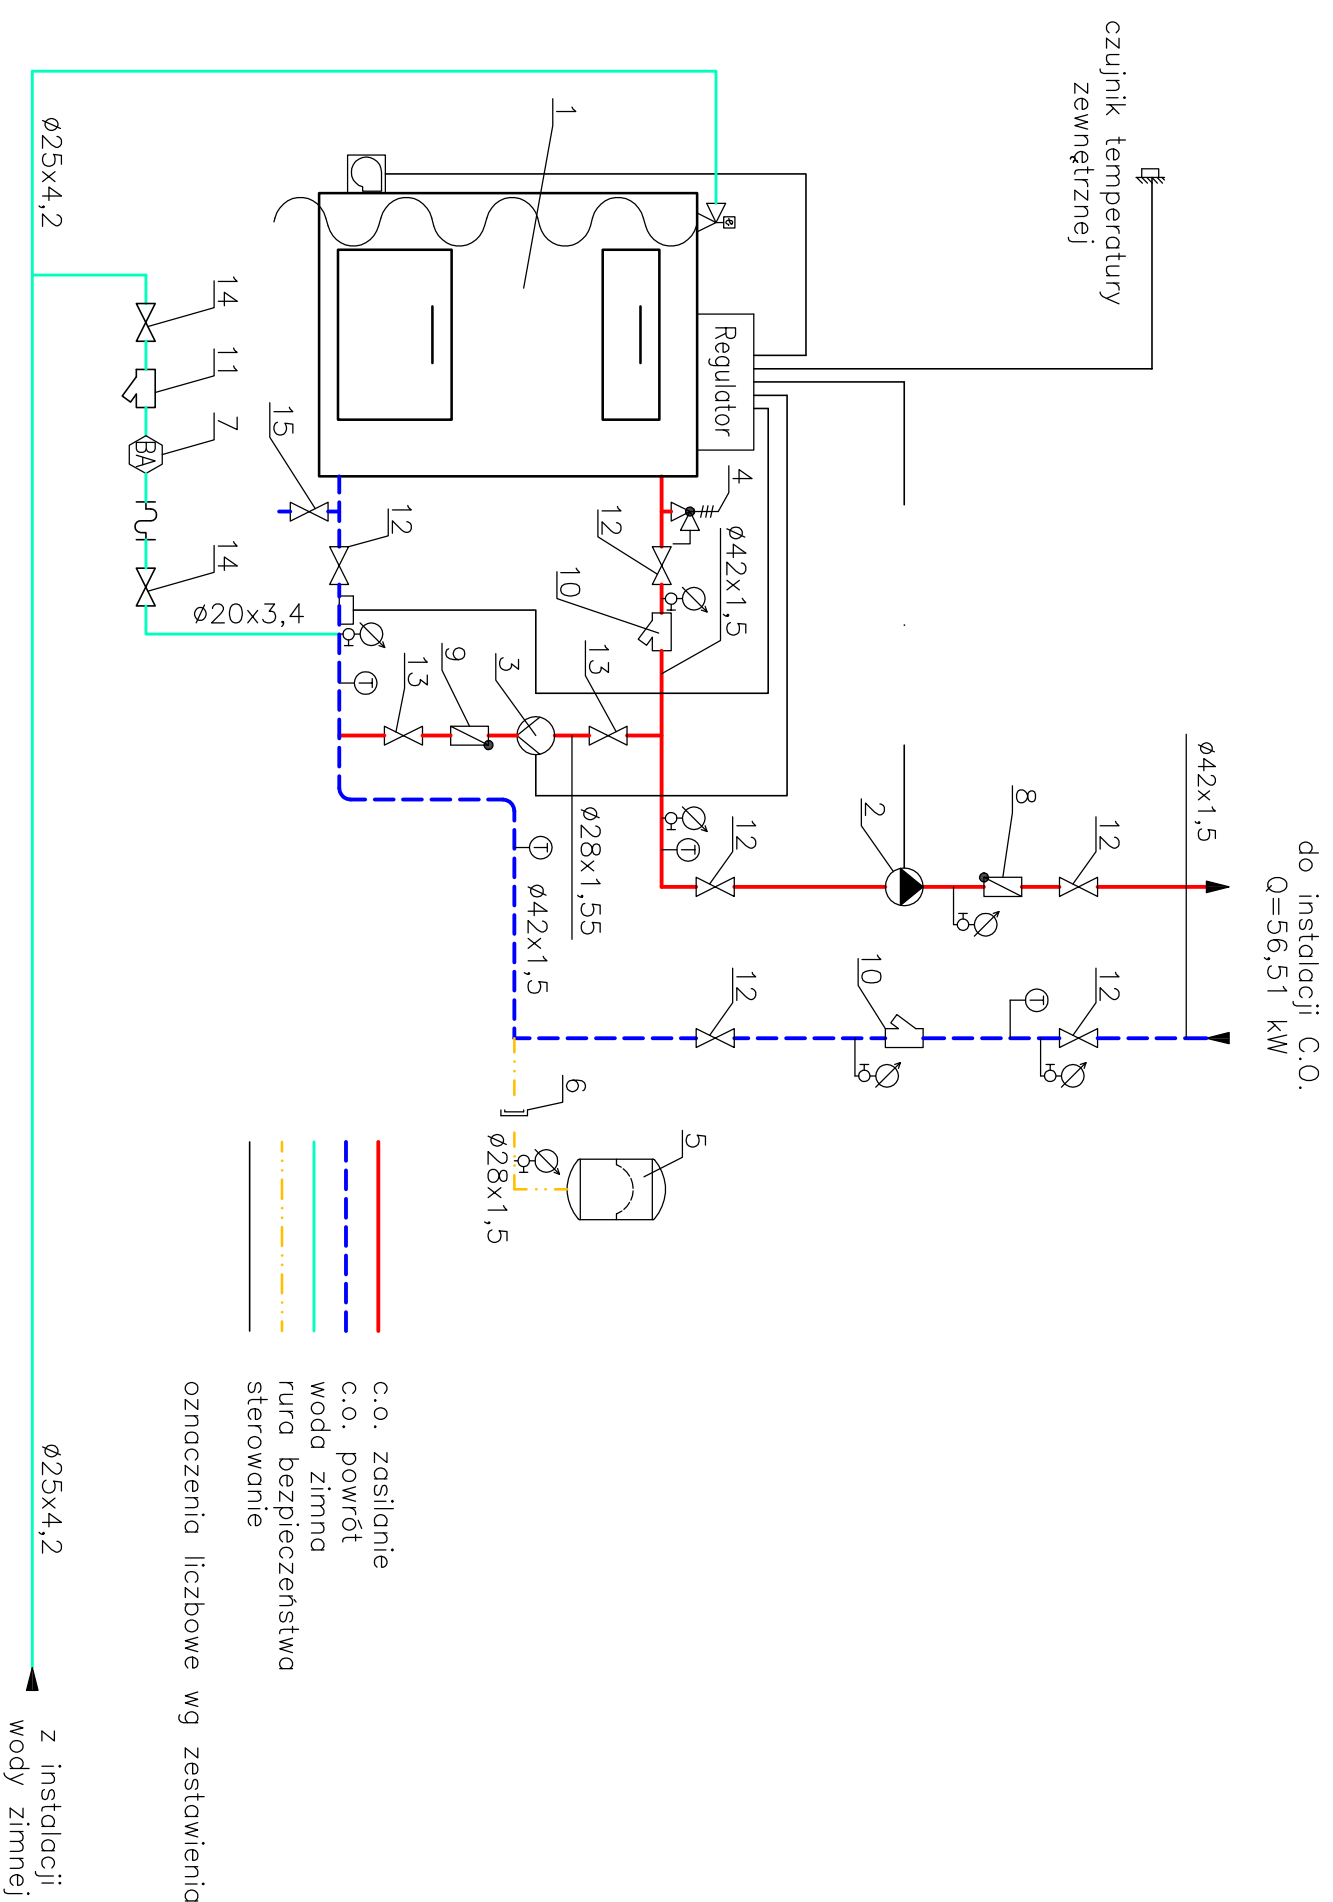 czujnik temperatury
zewnętrznej
do instalacji C.O.
Q=56,51 kW
ø42x1,5
12
12
8
10
2
12
12
T
T
ø28x1,55
ø42x1,5
T
ø42x1,5
4
12
10
13
3
9
13
T
12
15
Regulator
1
e
6
5
ø28x1,5
ø25x4,2
14
11
7
BA
14
ø20x3,4
c.o. zasilanie
c.o. powrót
woda zimna
rura bezpieczeństwa
sterowanie
oznaczenia liczbowe wg zestawienia
ø25x4,2
z instalacji
wody zimnej